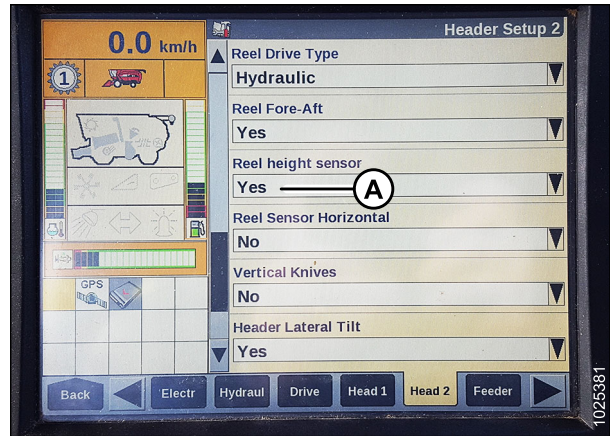 Header Setup 2
0.0 km/h
1
Reel Drive Type
Hydraulic
Reel Fore-Aft
Yes
Reel height sensor
Yes
A
Reel Sensor Horizontal
No
Vertical Knives
No
Header Lateral Tilt
Yes
GPS
Back
Electr
Hydraul
Drive
Head 1
Head 2
Feeder
1025381